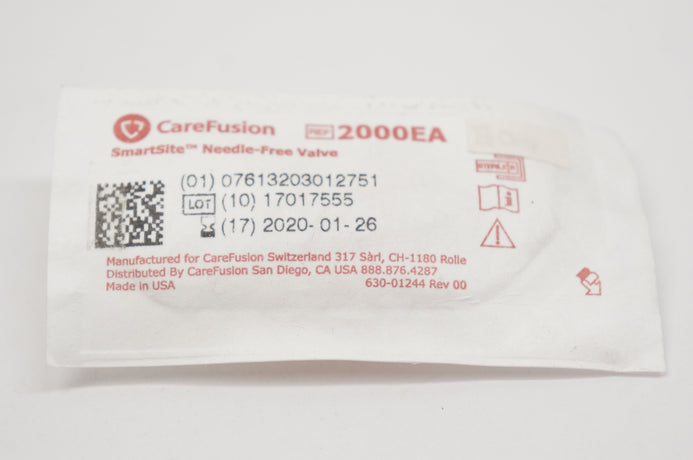 CareFusion REF 2000EA
SmartSite™ Needle-Free Valve
(01) 07613203012751
LOT (10) 17017555
(17) 2020-01-26
Manufactured for CareFusion Switzerland 317 Sàrl, CH-1180 Rolle
Distributed By CareFusion San Diego, CA USA 888.876.4287
Made in USA 630-01244 Rev 00